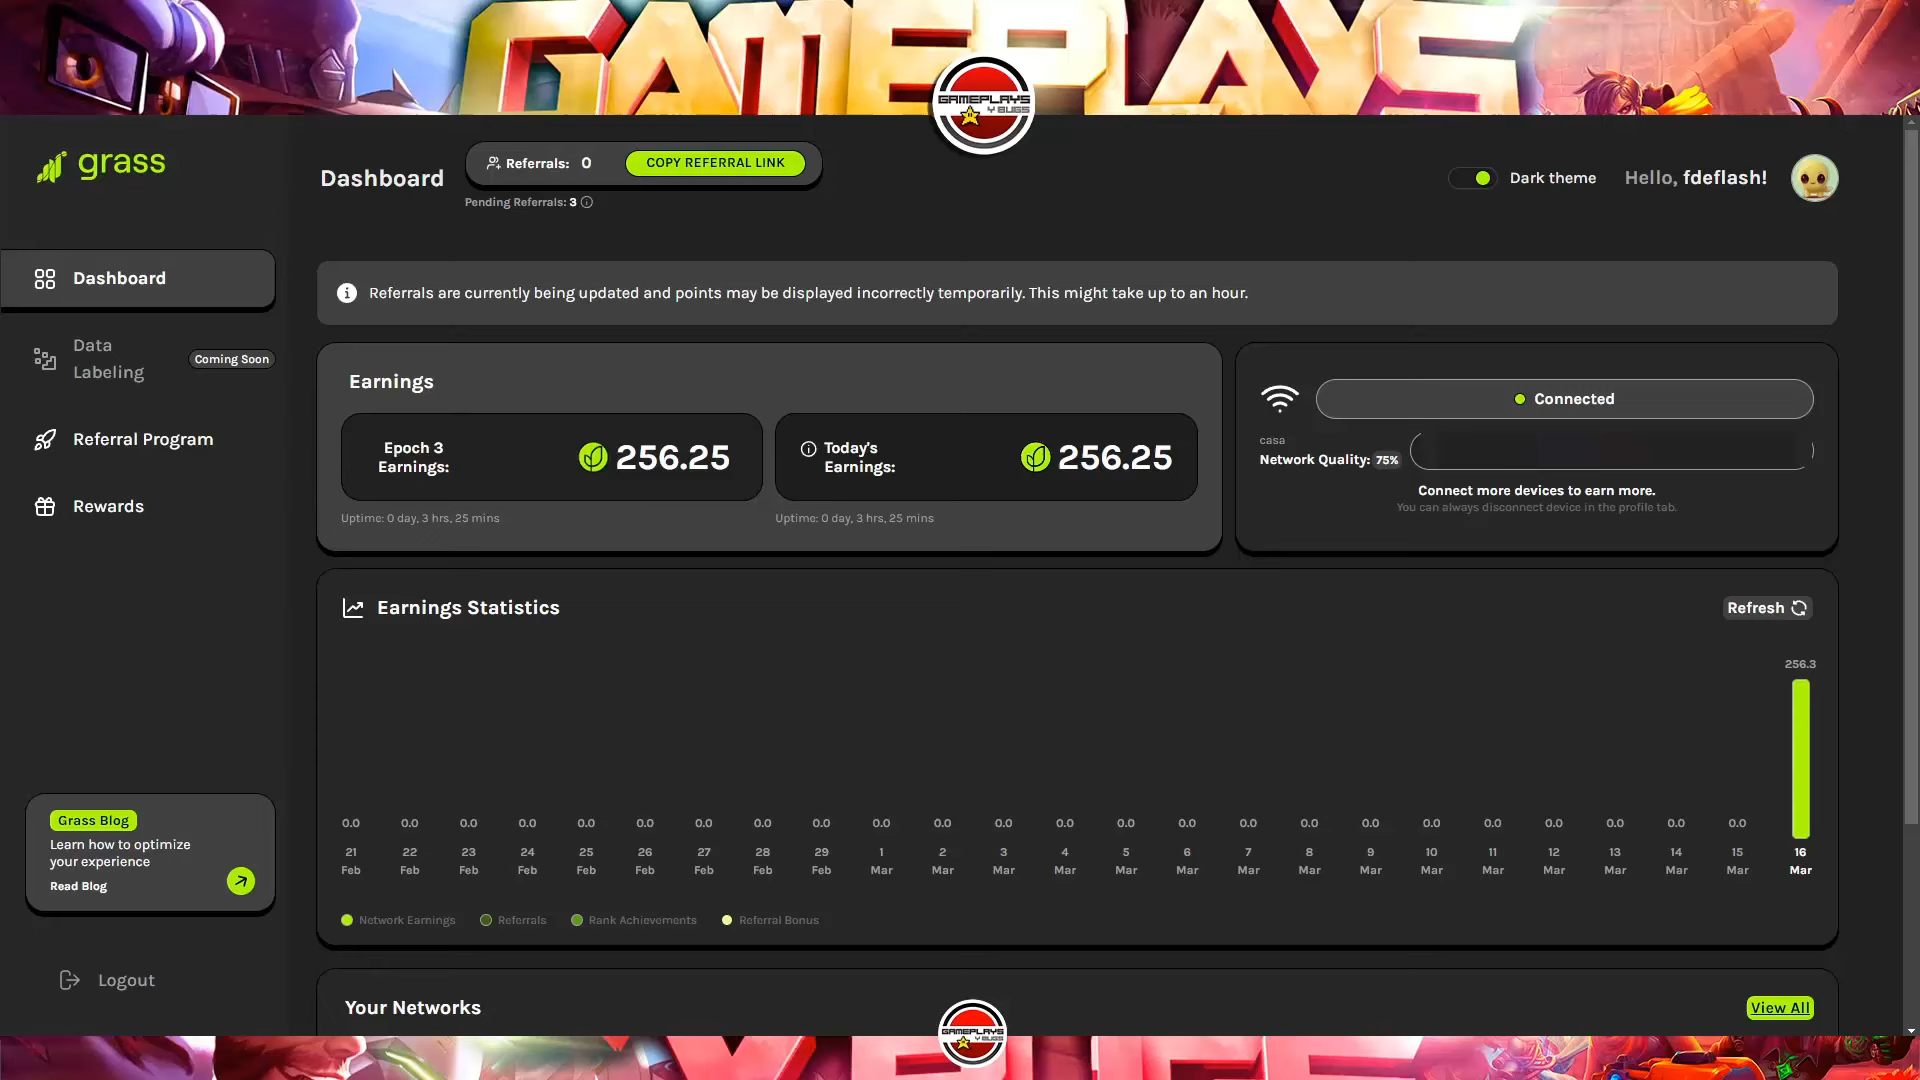 GAMEPLAYS
GAMEPLAYS
Y BUGS
grass
Dashboard
Referrals: 0
COPY REFERRAL LINK
Pending Referrals: 3
Dark theme
Hello, fdeflash!
Dashboard
Data
Labeling
Coming Soon
Referral Program
Rewards
Referrals are currently being updated and points may be displayed incorrectly temporarily. This might take up to an hour.
Earnings
Epoch 3
Earnings:
256.25
Uptime: 0 day, 3 hrs, 25 mins
Today's
Earnings:
256.25
Uptime: 0 day, 3 hrs, 25 mins
Connected
casa
Network Quality: 75%
Connect more devices to earn more.
You can always disconnect device in the profile tab.
Earnings Statistics
Refresh
256.3
0.0 0.0 0.0 0.0 0.0 0.0 0.0 0.0 0.0 0.0 0.0 0.0 0.0 0.0 0.0 0.0 0.0 0.0 0.0 0.0 0.0 0.0 0.0 0.0
21 22 23 24 25 26 27 28 29 1 2 3 4 5 6 7 8 9 10 11 12 13 14 15 16
Feb Feb Feb Feb Feb Feb Feb Feb Feb Mar Mar Mar Mar Mar Mar Mar Mar Mar Mar Mar Mar Mar Mar Mar Mar
Network Earnings
Referrals
Rank Achievements
Referral Bonus
Grass Blog
Learn how to optimize
your experience
Read Blog
Logout
Your Networks
View All
GAMEPLAYS
Y BUGS